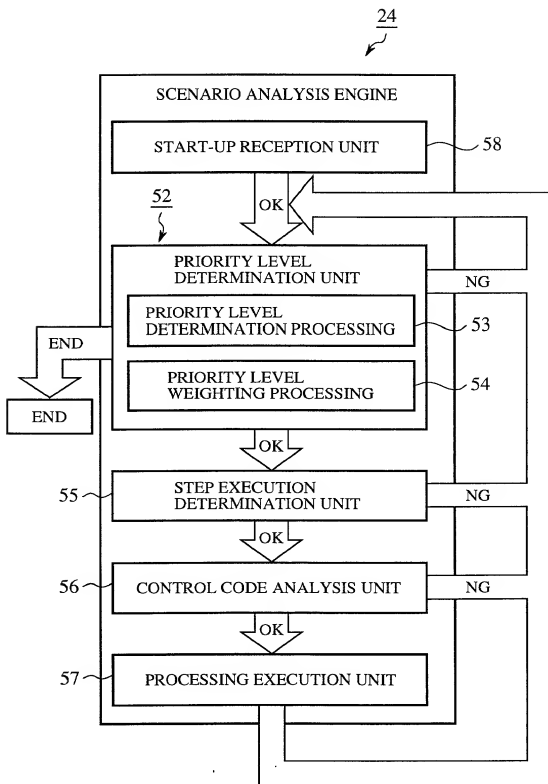 24
SCENARIO ANALYSIS ENGINE
START-UP RECEPTION UNIT
58
OK
52
PRIORITY LEVEL
DETERMINATION UNIT
NG
PRIORITY LEVEL
DETERMINATION PROCESSING
53
END
PRIORITY LEVEL
WEIGHTING PROCESSING
54
END
OK
55
STEP EXECUTION
DETERMINATION UNIT
NG
OK
56
CONTROL CODE ANALYSIS UNIT
NG
OK
57
PROCESSING EXECUTION UNIT